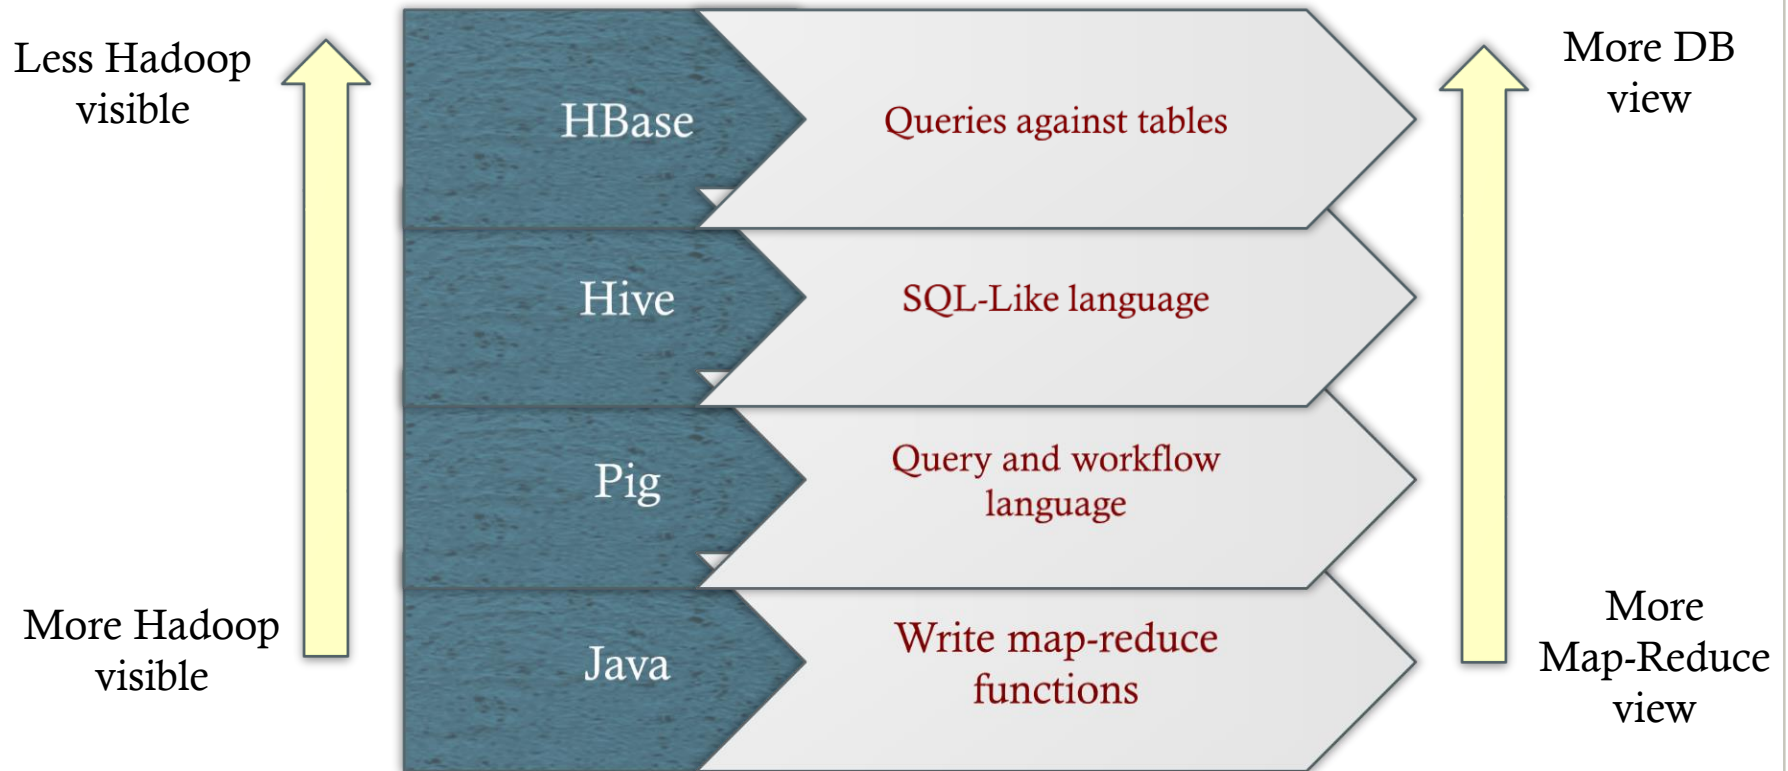 Less Hadoop
visible
HBase
Queries against tables
More DB
view
Hive
SQL-Like language
Pig
Query and workflow
language
More Hadoop
visible
Java
Write map-reduce
functions
More
Map-Reduce
view